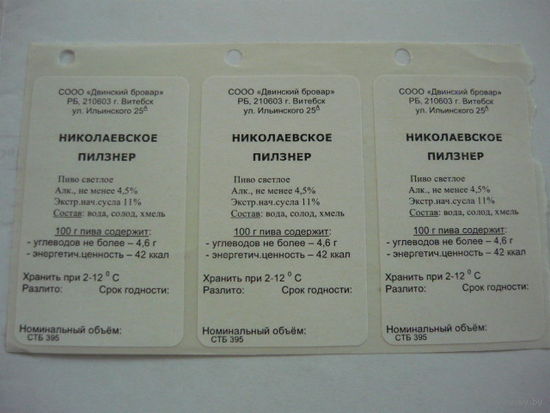 СООО «Двинский бровар»
РБ, 210603 г. Витебск
ул. Ильинского 25А
НИКОЛАЕВСКОЕ
ПИЛЗНЕР
Пиво светлое
Алк., не менее 4,5%
Экстр.нач.сусла 11%
Состав: вода, солод, хмель
100 г пива содержит:
- углеводов не более – 4,6 г
- энергетич.ценность – 42 ккал
Хранить при 2-12 ⁰ С
Разлито: Срок годности:
Номинальный объём:
СТБ 395
СООО «Двинский бровар»
РБ, 210603 г. Витебск
ул. Ильинского 25А
НИКОЛАЕВСКОЕ
ПИЛЗНЕР
Пиво светлое
Алк., не менее 4,5%
Экстр.нач.сусла 11%
Состав: вода, солод, хмель
100 г пива содержит:
- углеводов не более – 4,6 г
- энергетич.ценность – 42 ккал
Хранить при 2-12 ⁰ С
Разлито: Срок годности:
Номинальный объём:
СТБ 395
СООО «Двинский бровар»
РБ, 210603 г. Витебск
ул. Ильинского 25А
НИКОЛАЕВСКОЕ
ПИЛЗНЕР
Пиво светлое
Алк., не менее 4,5%
Экстр.нач.сусла 11%
Состав: вода, солод, хмель
100 г пива содержит:
- углеводов не более – 4,6 г
- энергетич.ценность – 42 ккал
Хранить при 2-12 ⁰ С
Разлито: Срок годности:
Номинальный объём:
СТБ 395